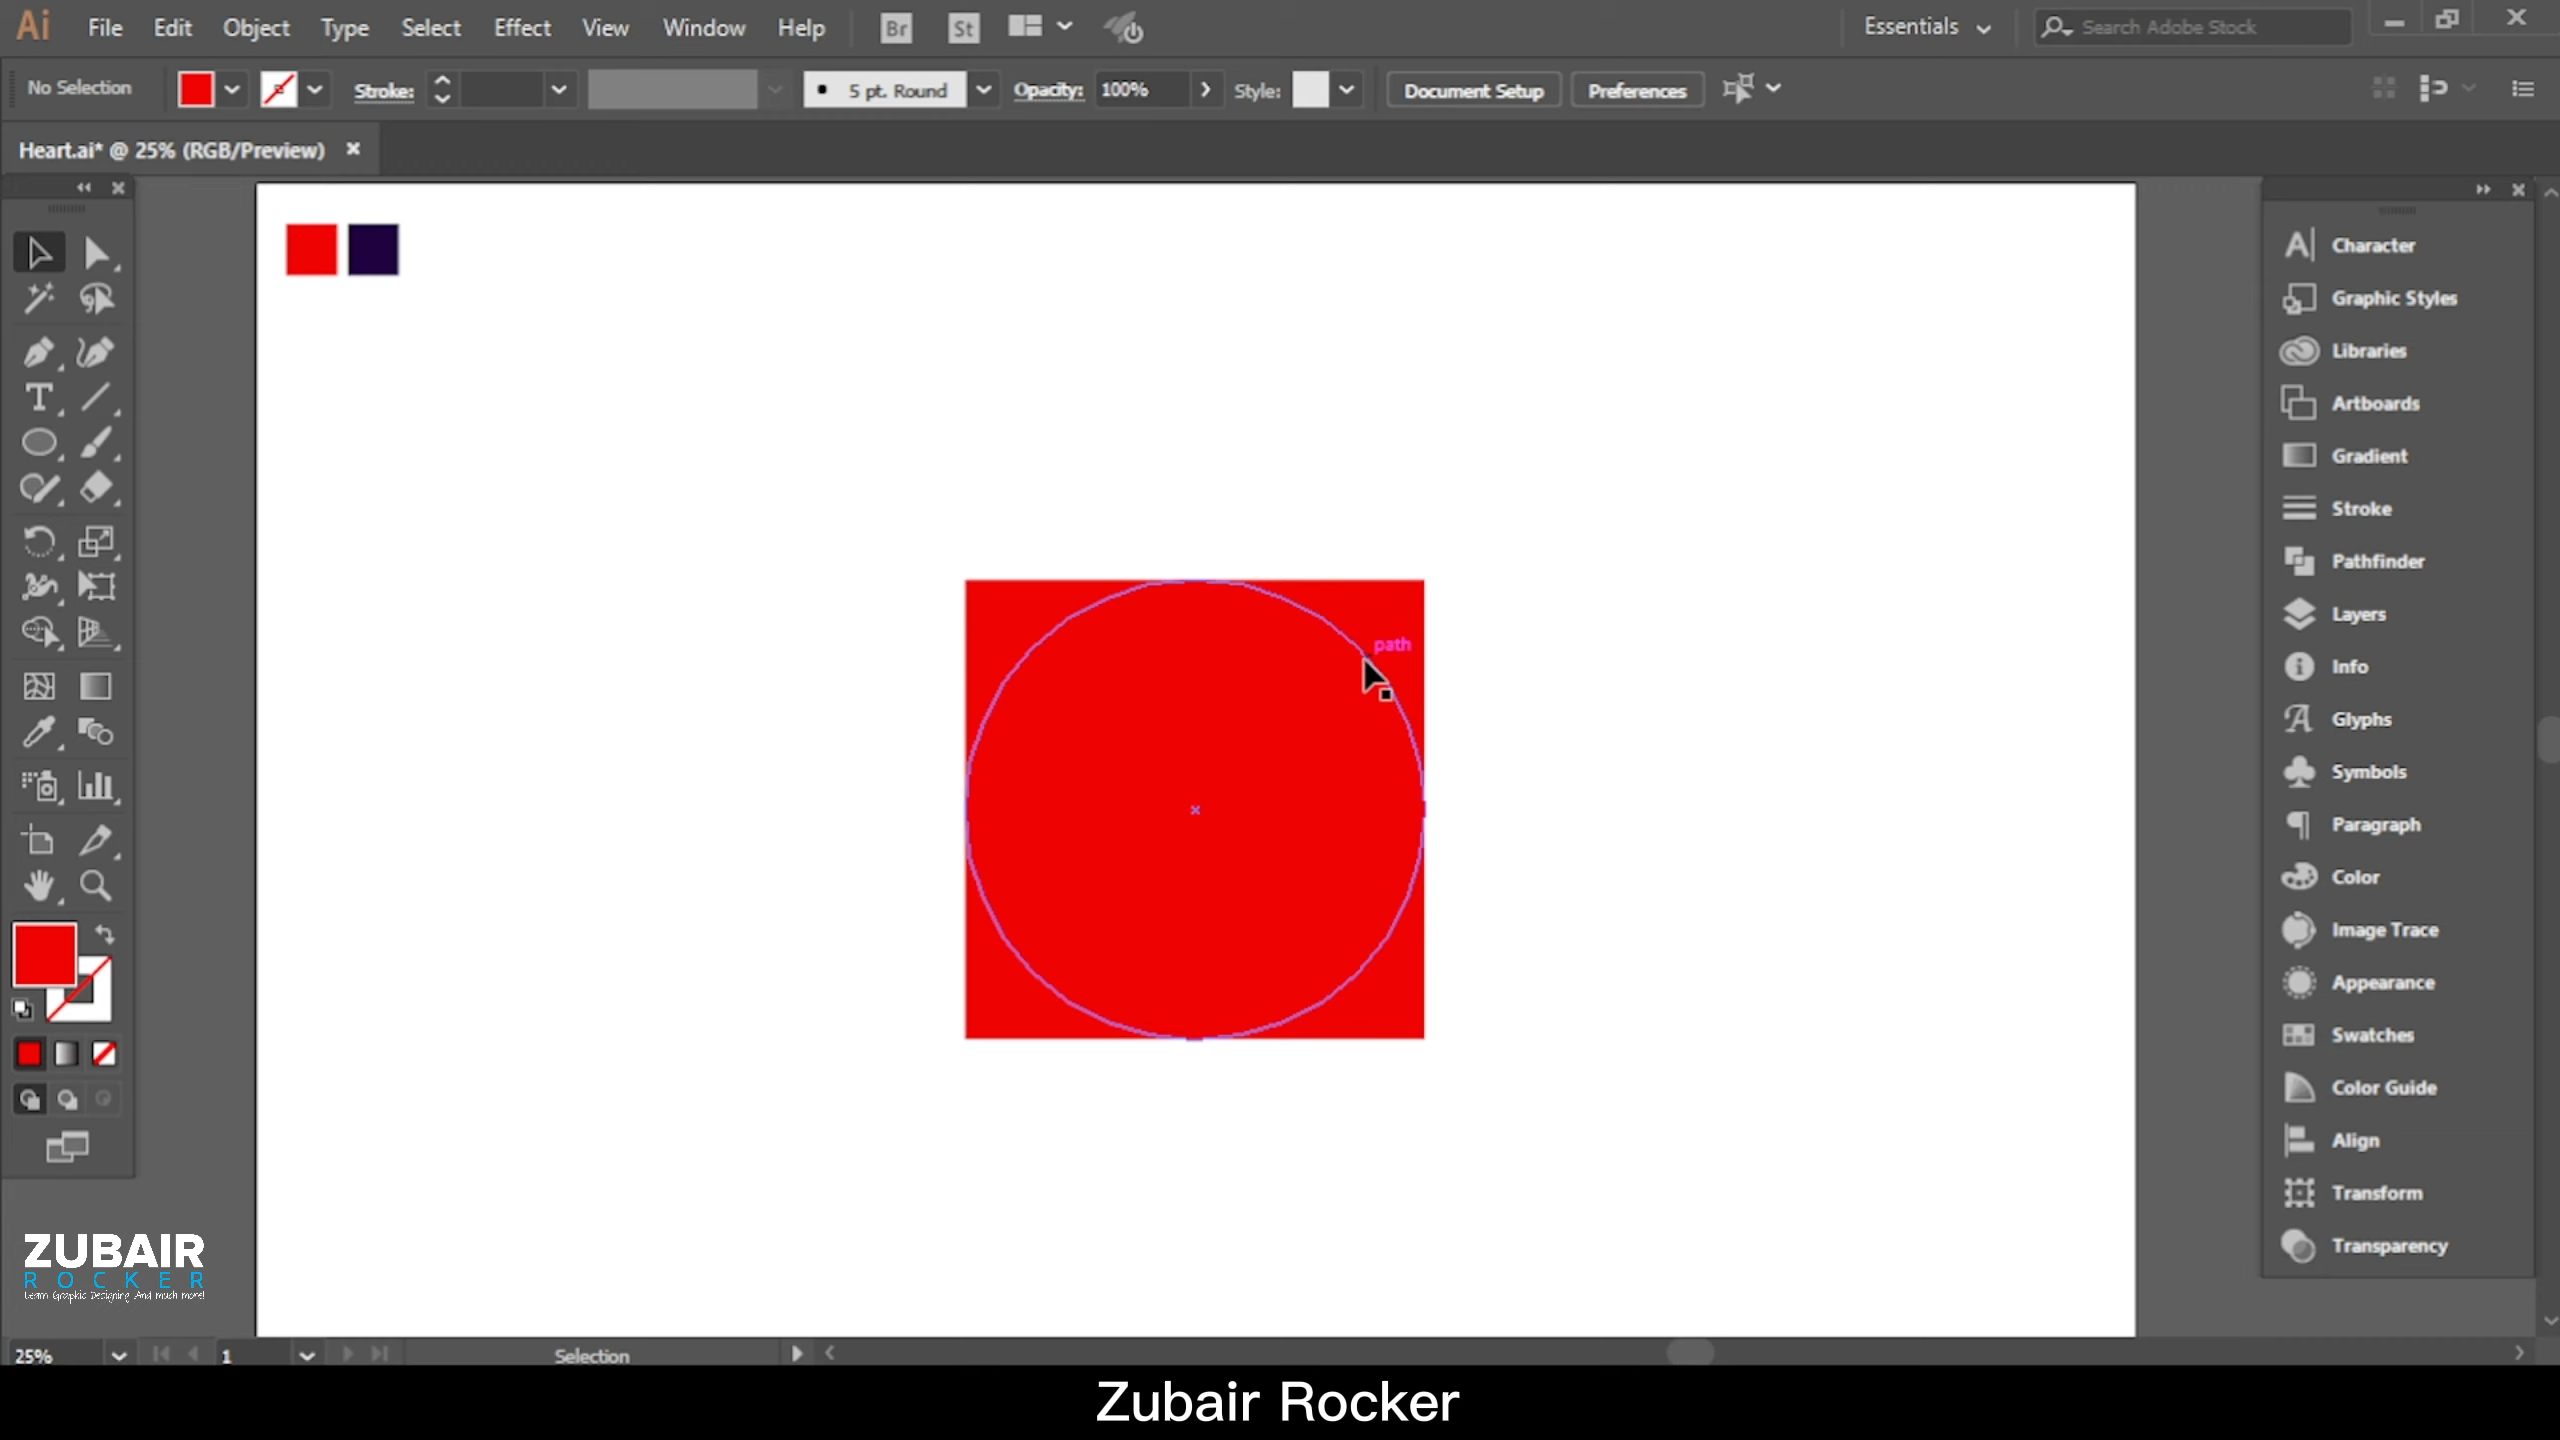 Ai File Edit Object Type Select Effect View Window Help Br St Essentials Search Adobe Stock
No Selection Stroke: 5 pt. Round Opacity: 100% Style: Document Setup Preferences
Heart.ai* @ 25% (RGB/Preview)
Character
Graphic Styles
Libraries
Artboards
Gradient
Stroke
Pathfinder
Layers
Info
Glyphs
Symbols
Paragraph
Color
Image Trace
Appearance
Swatches
Color Guide
Align
Transform
Transparency
path
ZUBAIR
ROCKER
Learn Graphic Designing And much more!
25% 1 Selection
Zubair Rocker